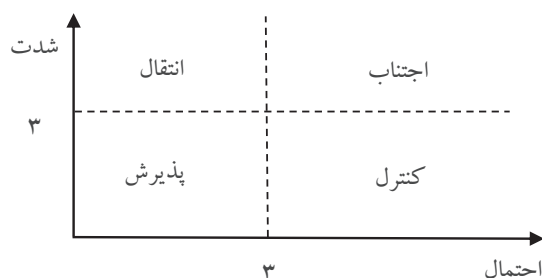 شدت
انتقال
اجتناب
۳
پذیرش
کنترل
۳
احتمال